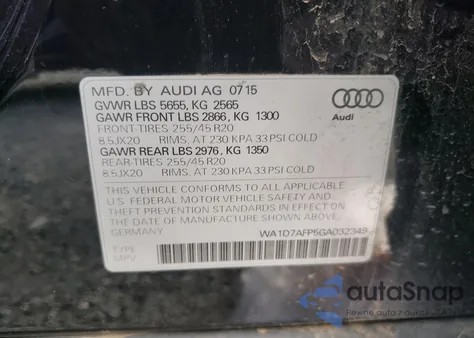 MFD. BY AUDI AG 07/15
GVWR LBS 5655, KG 2565
GAWR FRONT LBS 2866, KG 1300
FRONT-TIRES 255/45 R20
8.5JX20 RIMS, AT 230 KPA 33 PSI COLD
GAWR REAR LBS 2976, KG 1350
REAR-TIRES 255/45 R20
8.5JX20 RIMS, AT 230 KPA 33 PSI COLD
THIS VEHICLE CONFORMS TO ALL APPLICABLE
U.S. FEDERAL MOTOR VEHICLE SAFETY
STANDARDS IN EFFECT ON THE DATE OF
MANUFACTURE SHOWN ABOVE.
GERMANY WA1D7AFP5GA032349
TYPE
MPV
Audi
autoSnap
Pewne auta z USA